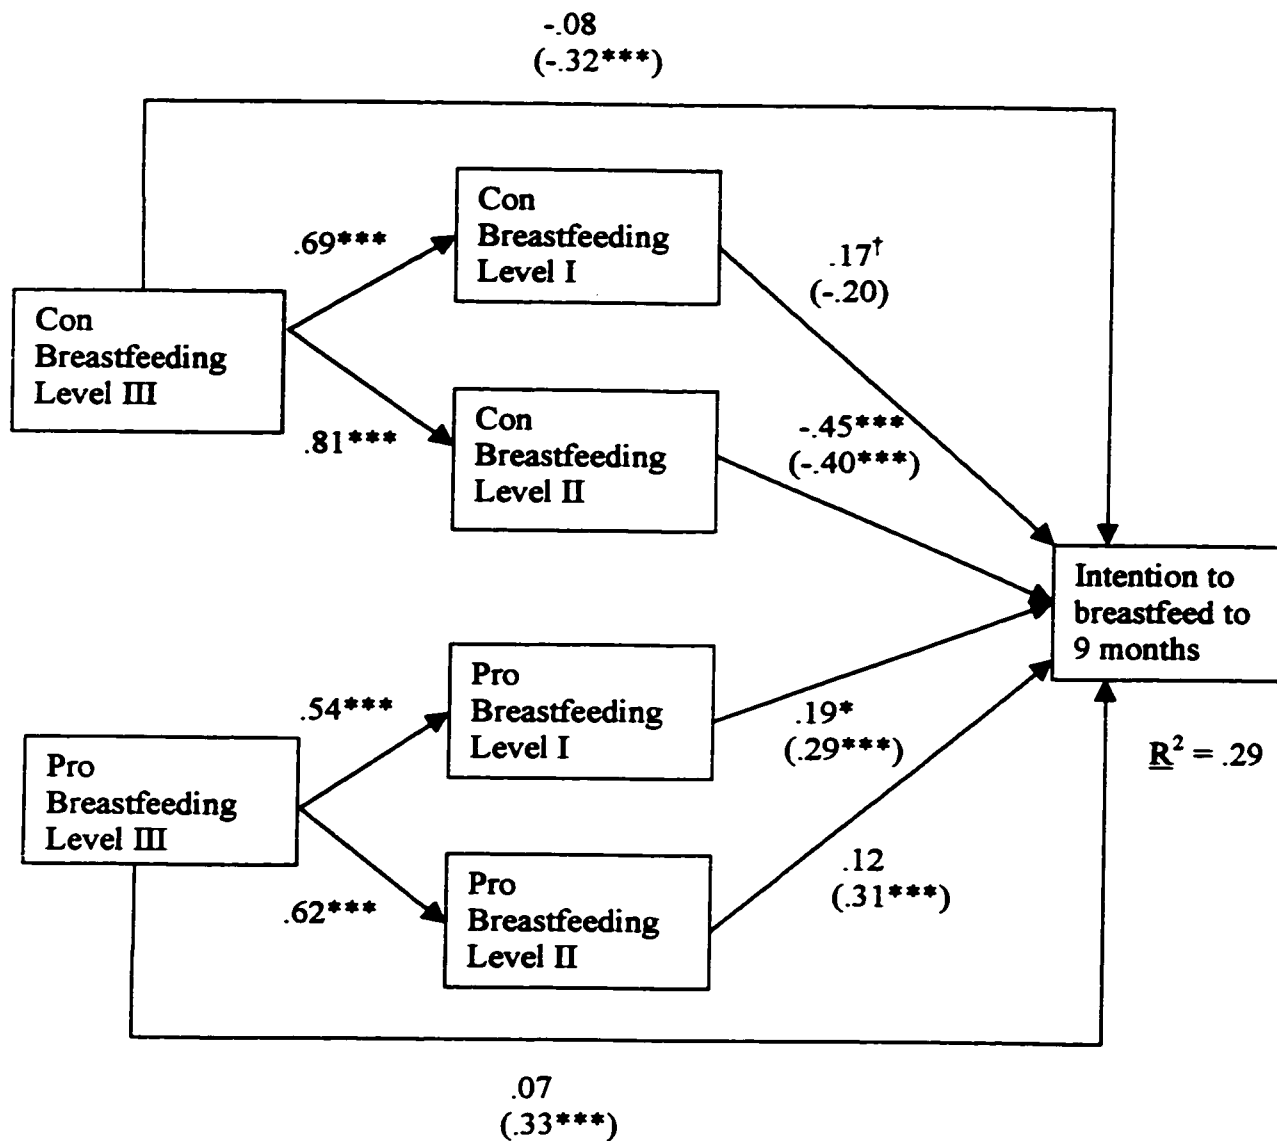 -.08
(-.32***)
Con
Breastfeeding
Level I
.69***
.17†
(-.20)
Con
Breastfeeding
Level III
Con
Breastfeeding
Level II
.81***
-.45***
(-.40***)
Intention to
breastfeed to
9 months
Pro
Breastfeeding
Level I
.54***
.19*
(.29***)
R² = .29
Pro
Breastfeeding
Level III
Pro
Breastfeeding
Level II
.62***
.12
(.31***)
.07
(.33***)